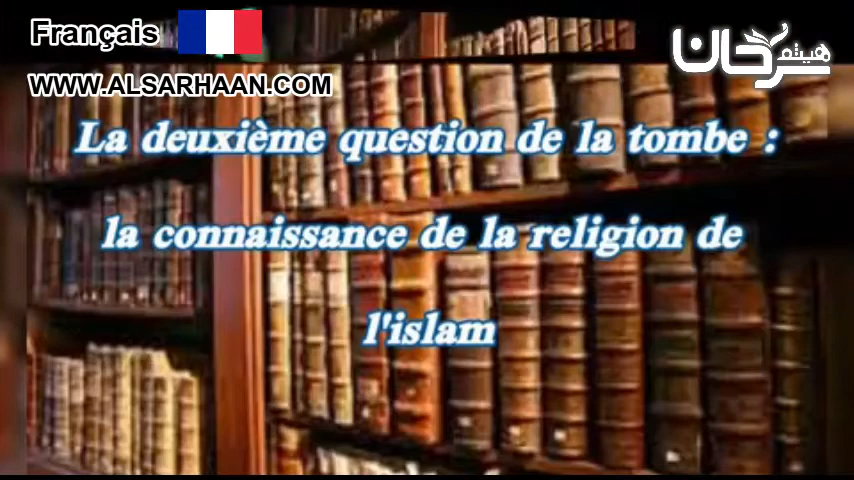 Français
هيثم سرحان
WWW.ALSARHAAN.COM
La deuxième question de la tombe :
la connaissance de la religion de
l'islam